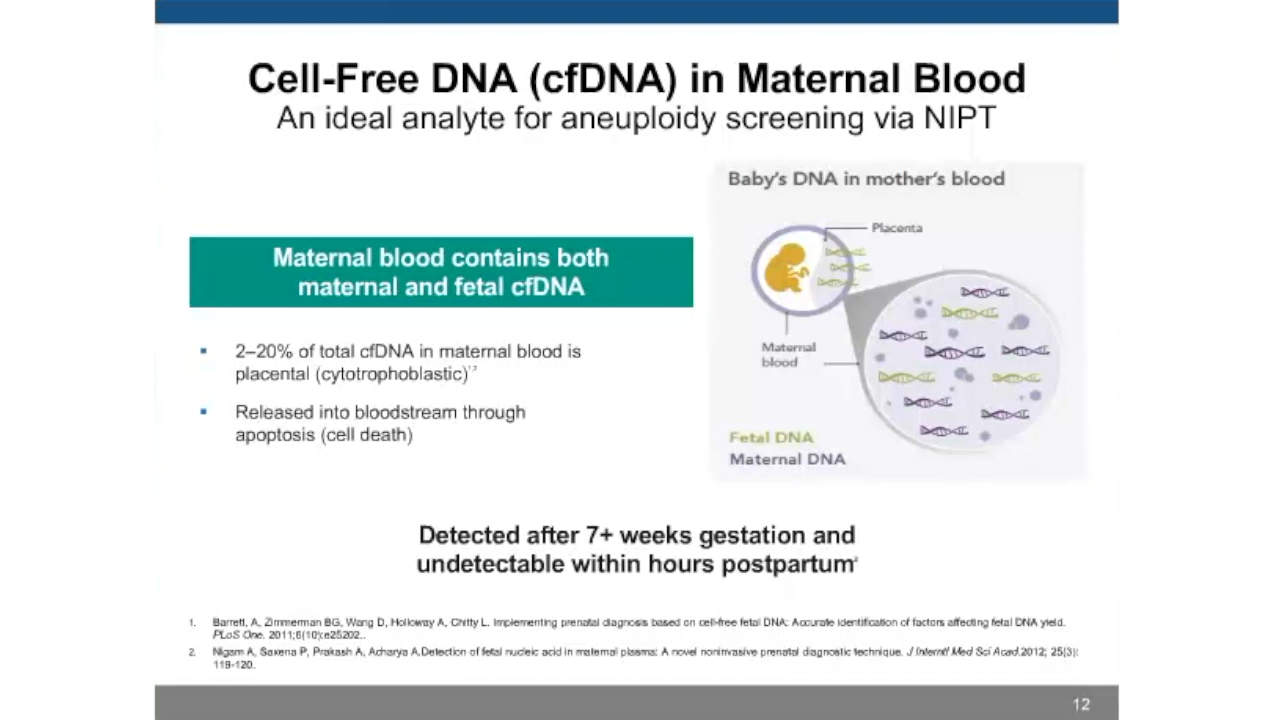 Cell-Free DNA (cfDNA) in Maternal Blood
An ideal analyte for aneuploidy screening via NIPT
Maternal blood contains both
maternal and fetal cfDNA
▪ 2–20% of total cfDNA in maternal blood is
placental (cytotrophoblastic)¹,²
▪ Released into bloodstream through
apoptosis (cell death)
Baby's DNA in mother's blood
Placenta
Maternal
blood
Fetal DNA
Maternal DNA
Detected after 7+ weeks gestation and
undetectable within hours postpartum²
1. Barrett, A, Zimmerman BG, Wang D, Holloway A, Chitty L. Implementing prenatal diagnosis based on cell-free fetal DNA: Accurate identification of factors affecting fetal DNA yield.
PLoS One. 2011;6(10):e25202..
2. Nigam A, Saxena P, Prakash A, Acharya A.Detection of fetal nucleic acid in maternal plasma: A novel noninvasive prenatal diagnostic technique. J Interntl Med Sci Acad.2012; 25(3):
119-120.
12